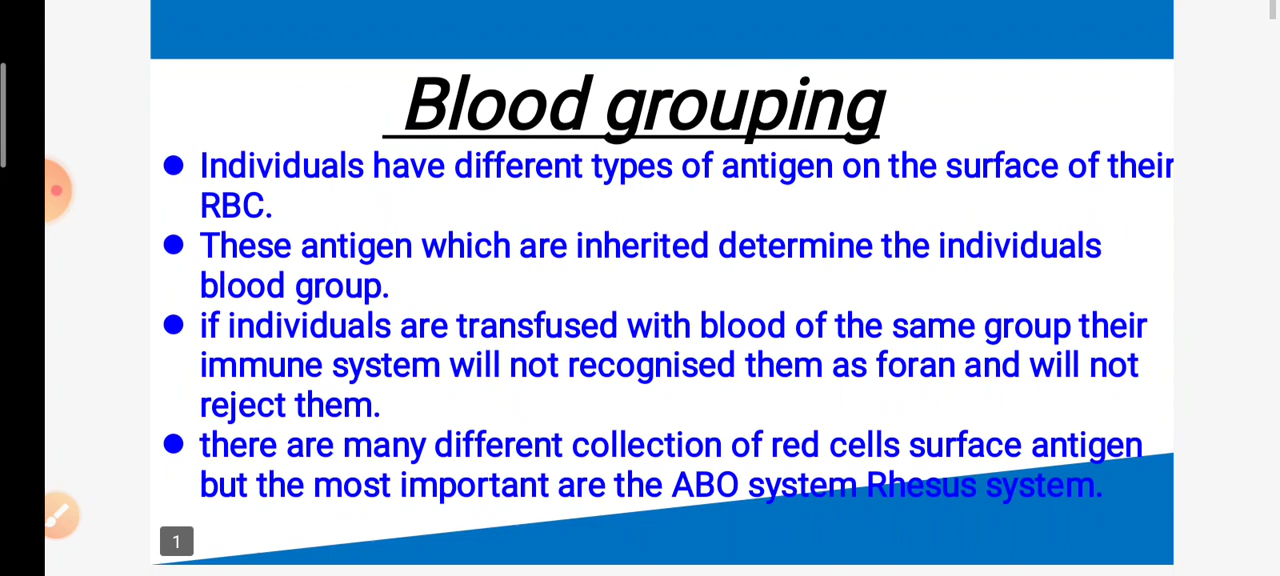 Blood grouping
● Individuals have different types of antigen on the surface of their
RBC.
● These antigen which are inherited determine the individuals
blood group.
● if individuals are transfused with blood of the same group their
immune system will not recognised them as foran and will not
reject them.
● there are many different collection of red cells surface antigen
but the most important are the ABO system Rhesus system.
1